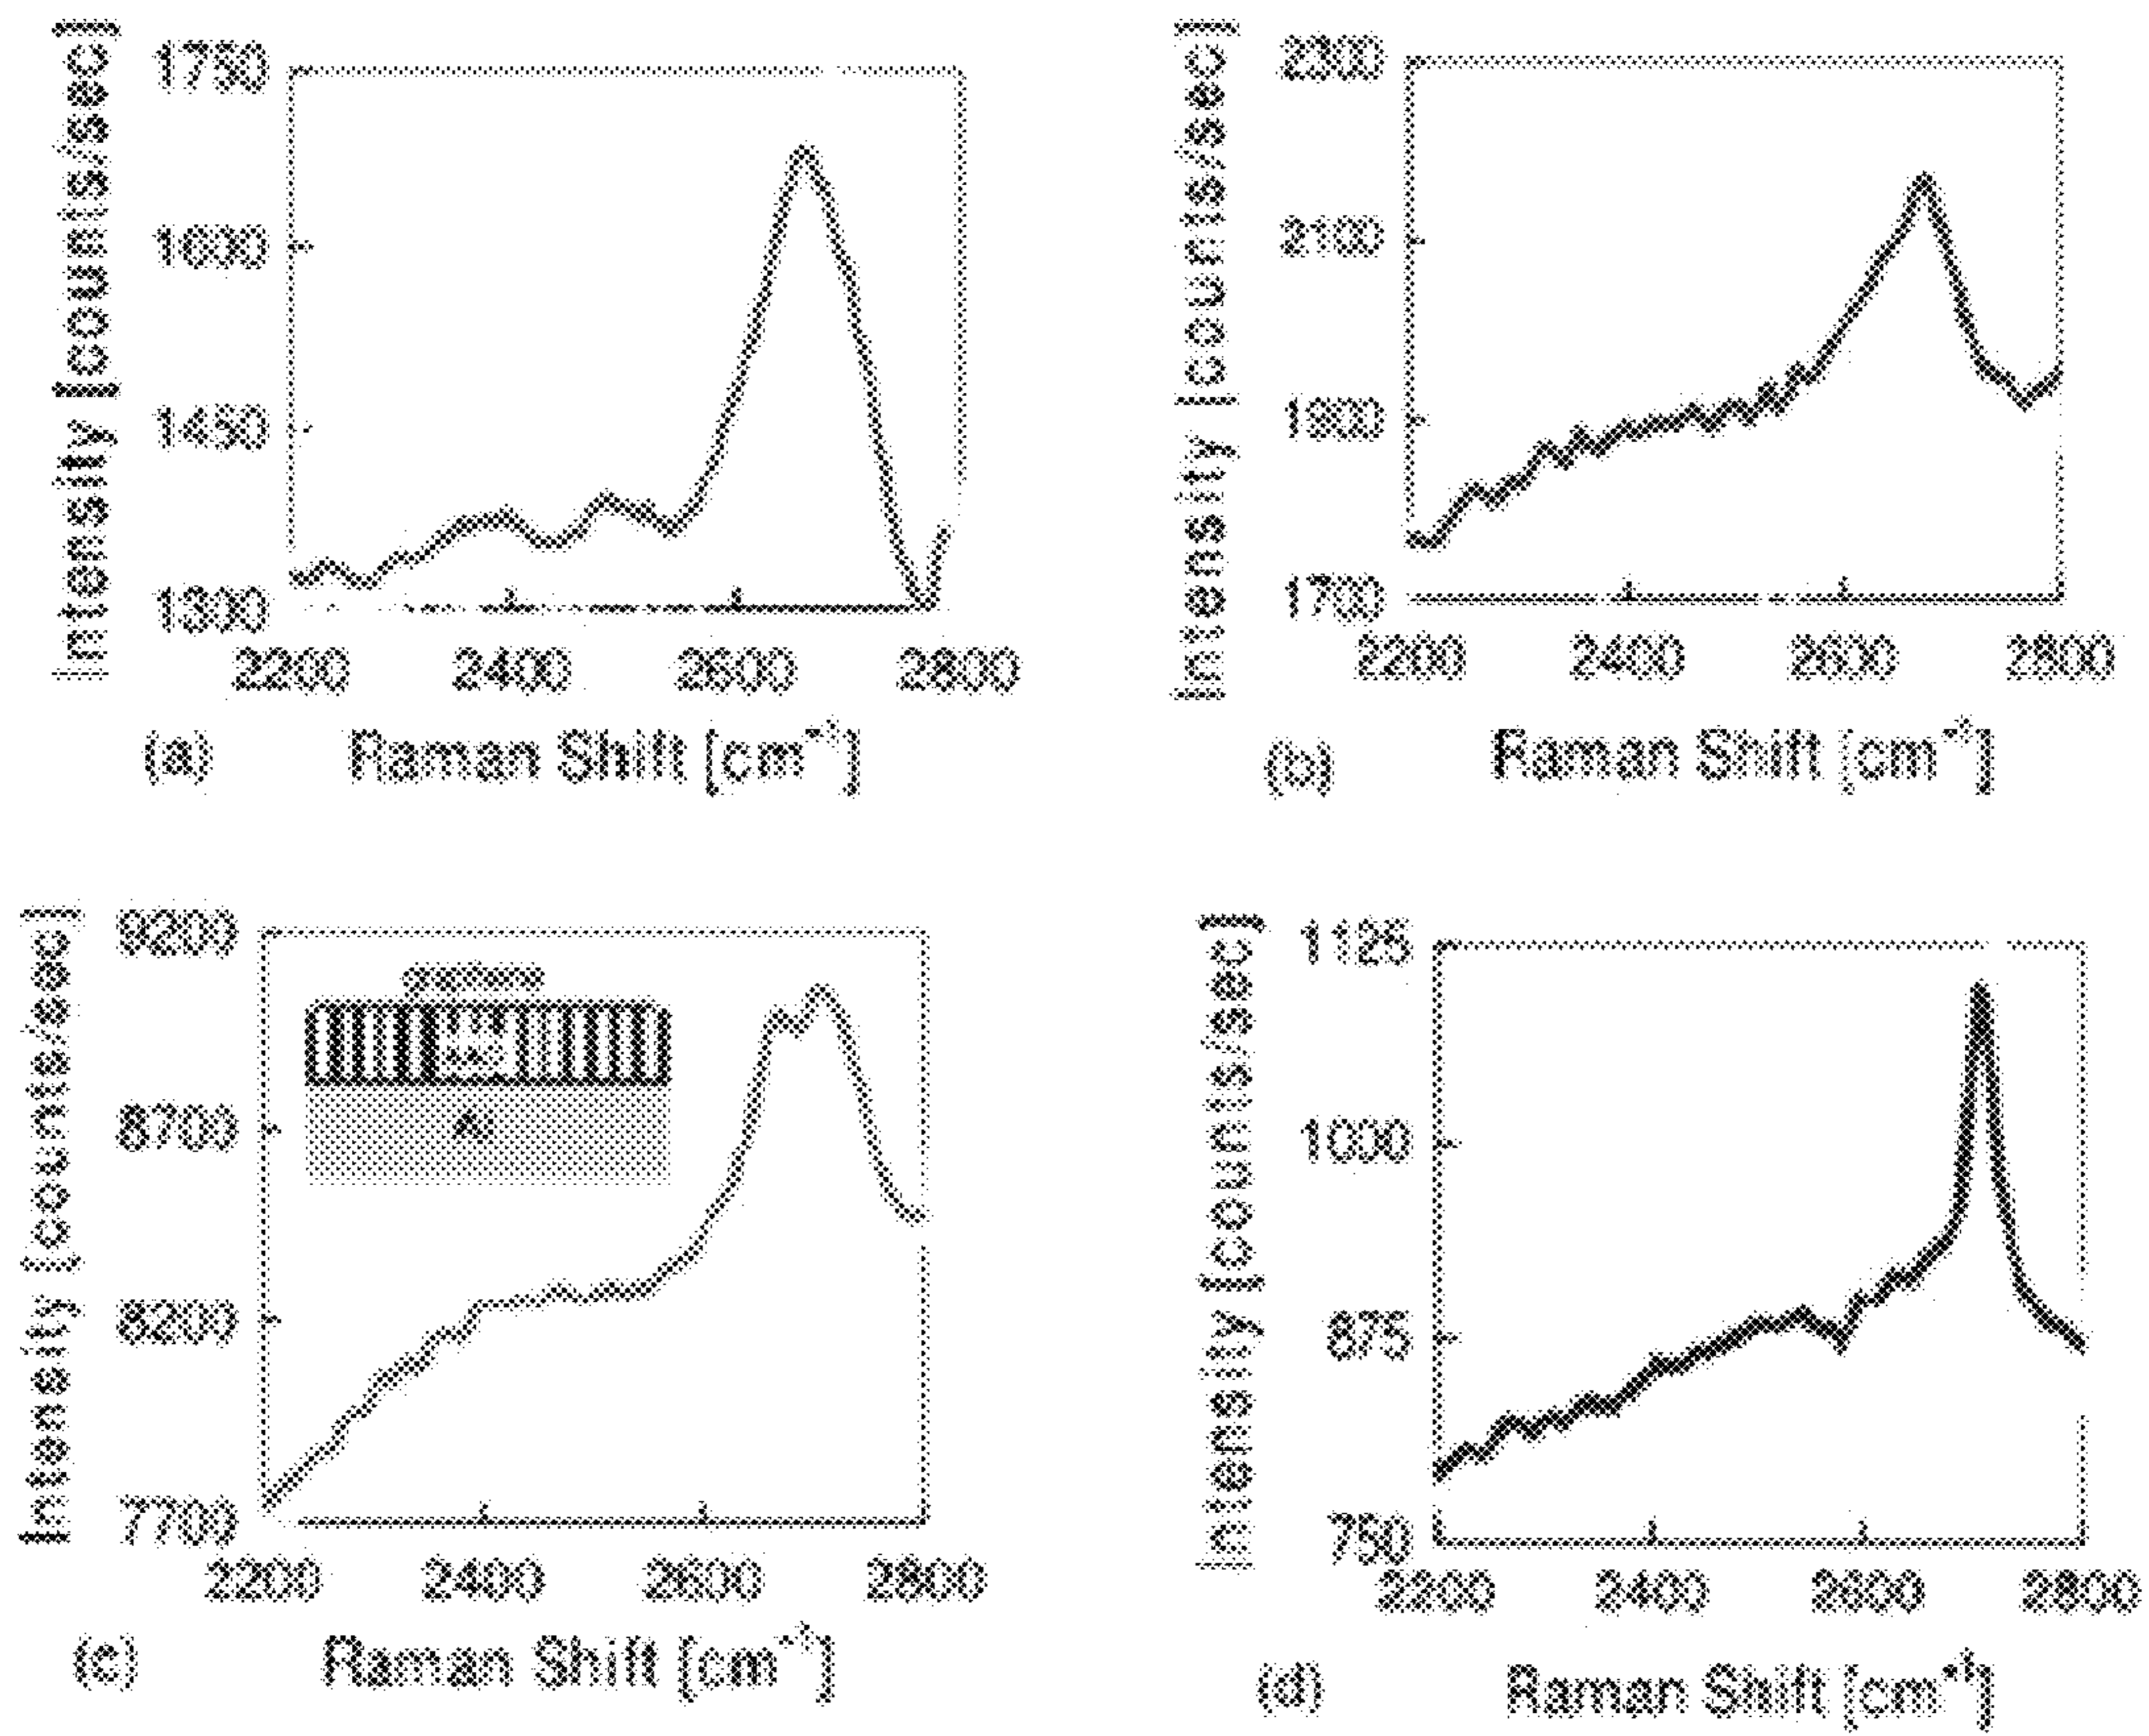 Intensity [counts/sec]
1750
1600
1450
1300
2200 2400 2600 2800
(a) Raman Shift [cm⁻¹]
Intensity [counts/sec]
2300
2100
1900
1700
2200 2400 2600 2800
(b) Raman Shift [cm⁻¹]
Intensity [counts/sec]
9200
8700
8200
7700
graphene
Al
2200 2400 2600 2800
(c) Raman Shift [cm⁻¹]
Intensity [counts/sec]
1125
1000
875
750
2200 2400 2600 2800
(d) Raman Shift [cm⁻¹]